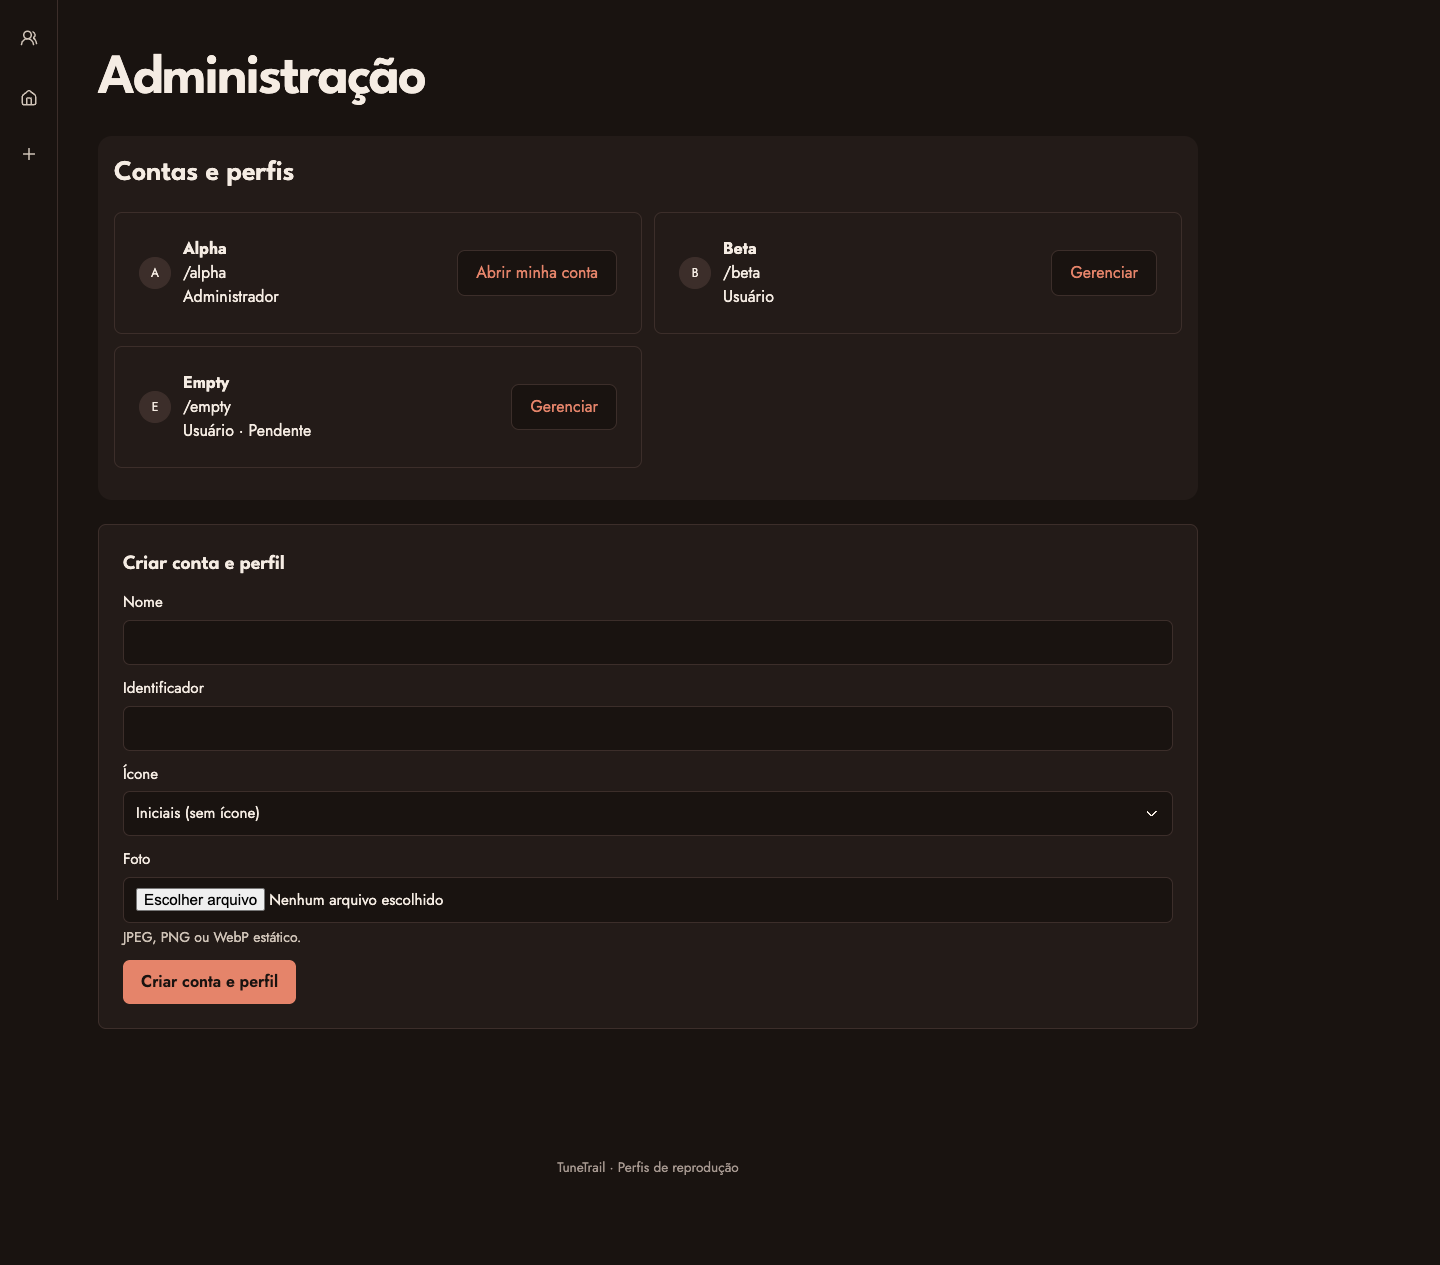 Administração
Contas e perfis
A
Alpha
/alpha
Administrador
Abrir minha conta
B
Beta
/beta
Usuário
Gerenciar
E
Empty
/empty
Usuário · Pendente
Gerenciar
Criar conta e perfil
Nome
Identificador
Ícone
Iniciais (sem ícone)
Foto
Escolher arquivo Nenhum arquivo escolhido
JPEG, PNG ou WebP estático.
Criar conta e perfil
TuneTrail · Perfis de reprodução